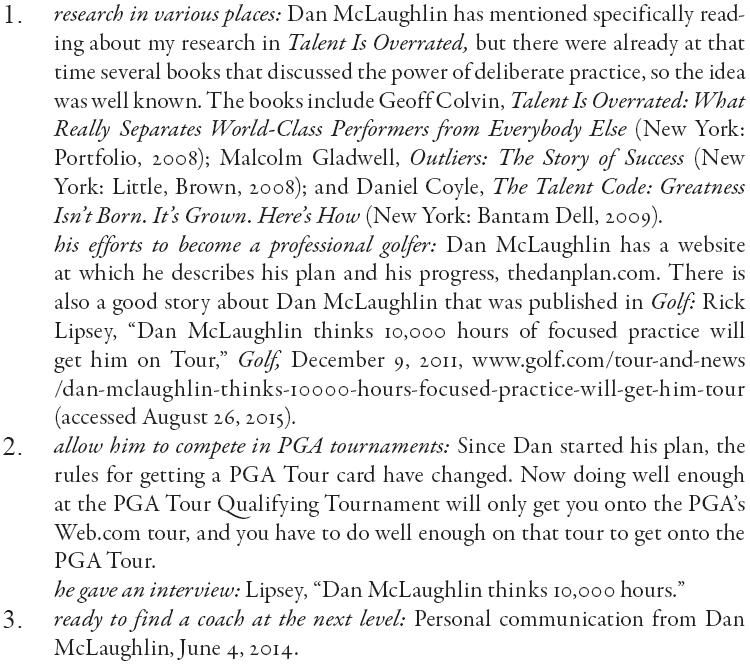 1. research in various places: Dan McLaughlin has mentioned specifically read-
ing about my research in Talent Is Overrated, but there were already at that
time several books that discussed the power of deliberate practice, so the idea
was well known. The books include Geoff Colvin, Talent Is Overrated: What
Really Separates World-Class Performers from Everybody Else (New York:
Portfolio, 2008); Malcolm Gladwell, Outliers: The Story of Success (New
York: Little, Brown, 2008); and Daniel Coyle, The Talent Code: Greatness
Isn’t Born. It’s Grown. Here’s How (New York: Bantam Dell, 2009).
his efforts to become a professional golfer: Dan McLaughlin has a website
at which he describes his plan and his progress, thedanplan.com. There is
also a good story about Dan McLaughlin that was published in Golf: Rick
Lipsey, “Dan McLaughlin thinks 10,000 hours of focused practice will
get him on Tour,” Golf, December 9, 2011, www.golf.com/tour-and-news
/dan-mclaughlin-thinks-10000-hours-focused-practice-will-get-him-tour
(accessed August 26, 2015).
2. allow him to compete in PGA tournaments: Since Dan started his plan, the
rules for getting a PGA Tour card have changed. Now doing well enough
at the PGA Tour Qualifying Tournament will only get you onto the PGA’s
Web.com tour, and you have to do well enough on that tour to get onto the
PGA Tour.
he gave an interview: Lipsey, “Dan McLaughlin thinks 10,000 hours.”
3. ready to find a coach at the next level: Personal communication from Dan
McLaughlin, June 4, 2014.